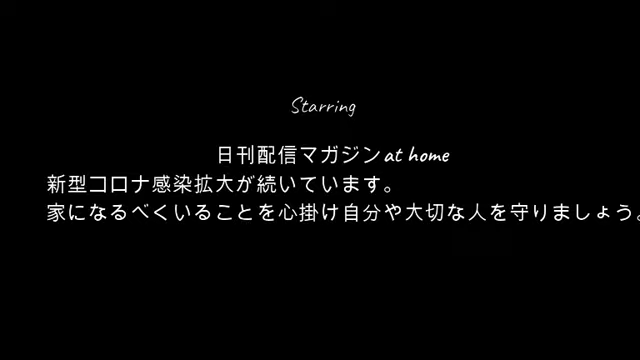 Starring
日刊配信マガジンat home
新型コロナ感染拡大が続いています。
家になるべくいることを心掛け自分や大切な人を守りましょう。